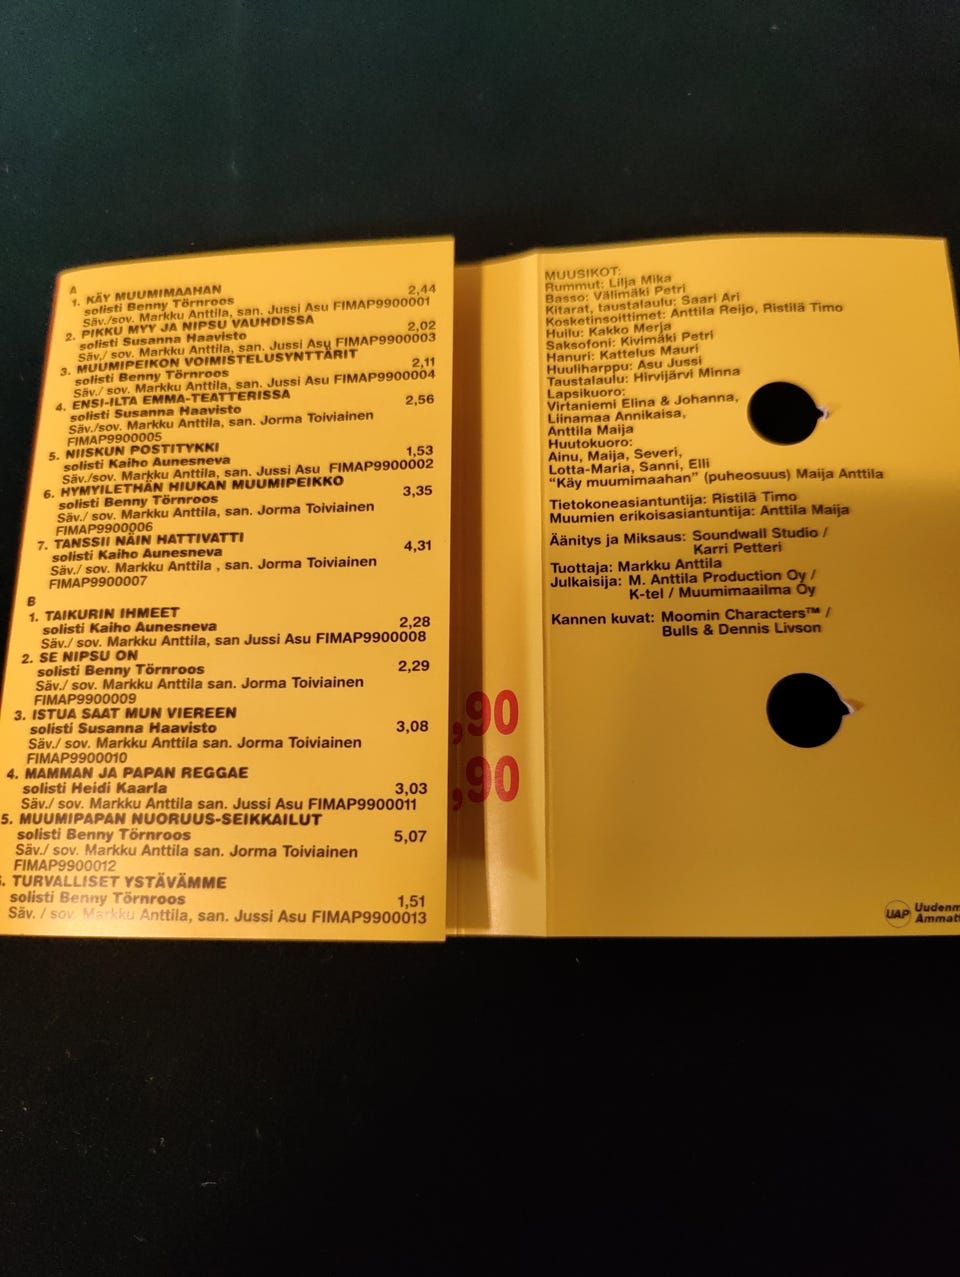 A
1. KÄY MUUMIMAAHAN 2,44
solisti Benny Törnroos
Säv./sov. Markku Anttila, san. Jussi Asu FIMAP9900001
2. PIKKU MYY JA NIPSU VAUHDISSA 2,02
solisti Susanna Haavisto
Säv./ sov. Markku Anttila, san. Jussi Asu FIMAP9900003
3. MUUMIPEIKON VOIMISTELUSYNTTÄRIT 2,11
solisti Benny Törnroos
Säv./ sov. Markku Anttila, san. Jussi Asu FIMAP9900004
4. ENSI-ILTA EMMA-TEATTERISSA 2,56
solisti Susanna Haavisto
Säv./sov. Markku Anttila, san. Jorma Toiviainen
FIMAP9900005
5. NIISKUN POSTITYKKI 1,53
solisti Kaiho Aunesneva
Säv./sov. Markku Anttila, san. Jussi Asu FIMAP9900002
6. HYMYILETHÄN HIUKAN MUUMIPEIKKO 3,35
solisti Benny Törnroos
Säv./ sov. Markku Anttila, san. Jorma Toiviainen
FIMAP9900006
7. TANSSII NÄIN HATTIVATTI 4,31
solisti Kaiho Aunesneva
Säv./ sov. Markku Anttila , san. Jorma Toiviainen
FIMAP9900007
B
1. TAIKURIN IHMEET 2,28
solisti Kaiho Aunesneva
Säv./ sov. Markku Anttila, san Jussi Asu FIMAP9900008
2. SE NIPSU ON 2,29
solisti Benny Törnroos
Säv./ sov. Markku Anttila san. Jorma Toiviainen
FIMAP9900009
3. ISTUA SAAT MUN VIEREEN 3,08
solisti Susanna Haavisto
Säv./ sov. Markku Anttila san. Jorma Toiviainen
FIMAP9900010
4. MAMMAN JA PAPAN REGGAE 3,03
solisti Heidi Kaarla
Säv./ sov. Markku Anttila san. Jussi Asu FIMAP9900011
5. MUUMIPAPAN NUORUUS-SEIKKAILUT 5,07
solisti Benny Törnroos
Säv./ sov. Markku Anttila san. Jorma Toiviainen
FIMAP9900012
. TURVALLISET YSTÄVÄMME 1,51
solisti Benny Törnroos
Säv. / sov. Markku Anttila, san. Jussi Asu FIMAP9900013
,90
,90
MUUSIKOT:
Rummut: Lilja Mika
Basso: Välimäki Petri
Kitarat, taustalaulu: Saari Ari
Kosketinsoittimet: Anttila Reijo, Ristilä Timo
Huilu: Kakko Merja
Saksofoni: Kivimäki Petri
Hanuri: Kattelus Mauri
Huuliharppu: Asu Jussi
Taustalaulu: Hirvijärvi Minna
Lapsikuoro:
Virtaniemi Elina & Johanna,
Liinamaa Annikaisa,
Anttila Maija
Huutokuoro:
Ainu, Maija, Severi,
Lotta-Maria, Sanni, Elli
“Käy muumimaahan” (puheosuus) Maija Anttila
Tietokoneasiantuntija: Ristilä Timo
Muumien erikoisasiantuntija: Anttila Maija
Äänitys ja Miksaus: Soundwall Studio /
Karri Petteri
Tuottaja: Markku Anttila
Julkaisija: M. Anttila Production Oy /
K-tel / Muumimaailma Oy
Kannen kuvat: Moomin Characters™ /
Bulls & Dennis Livson
UAP Uudenm
Ammatt